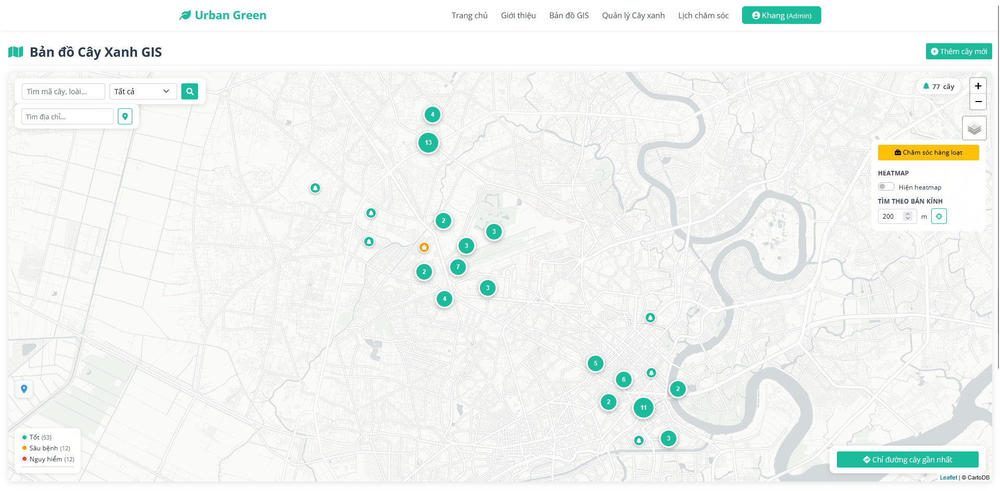 Urban Green
Trang chủ
Giới thiệu
Bản đồ GIS
Quản lý Cây xanh
Lịch chăm sóc
Khang (Admin)
Bản đồ Cây Xanh GIS
Thêm cây mới
Tìm mã cây, loài...
Tất cả
Tìm địa chỉ...
77 cây
+
−
Chăm sóc hàng loạt
HEATMAP
Hiện heatmap
TÌM THEO BÁN KÍNH
200 m
4
13
2
3
3
7
2
3
4
5
6
2
2
11
3
Tốt (53)
Sâu bệnh (12)
Nguy hiểm (12)
Chỉ đường cây gần nhất
Leaflet | © CartoDB